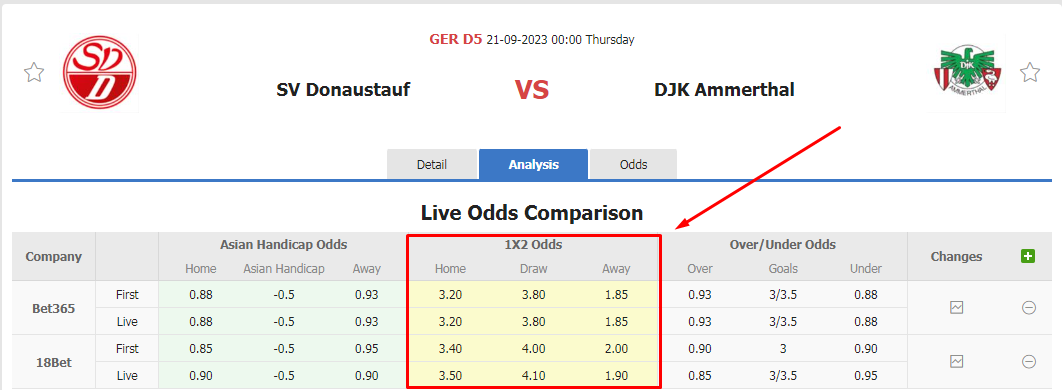 GER D5 21-09-2023 00:00 Thursday
SV Donaustauf VS DJK Ammerthal
SV
D
DJK
AMMERTHAL
Detail Analysis Odds
Live Odds Comparison
Company Asian Handicap Odds 1X2 Odds Over/Under Odds Changes
Home Asian Handicap Away Home Draw Away Over Goals Under
Bet365
First 0.88 -0.5 0.93 3.20 3.80 1.85 0.93 3/3.5 0.88
Live 0.88 -0.5 0.93 3.20 3.80 1.85 0.93 3/3.5 0.88
18Bet
First 0.85 -0.5 0.95 3.40 4.00 2.00 0.90 3 0.90
Live 0.90 -0.5 0.90 3.50 4.10 1.90 0.85 3/3.5 0.95